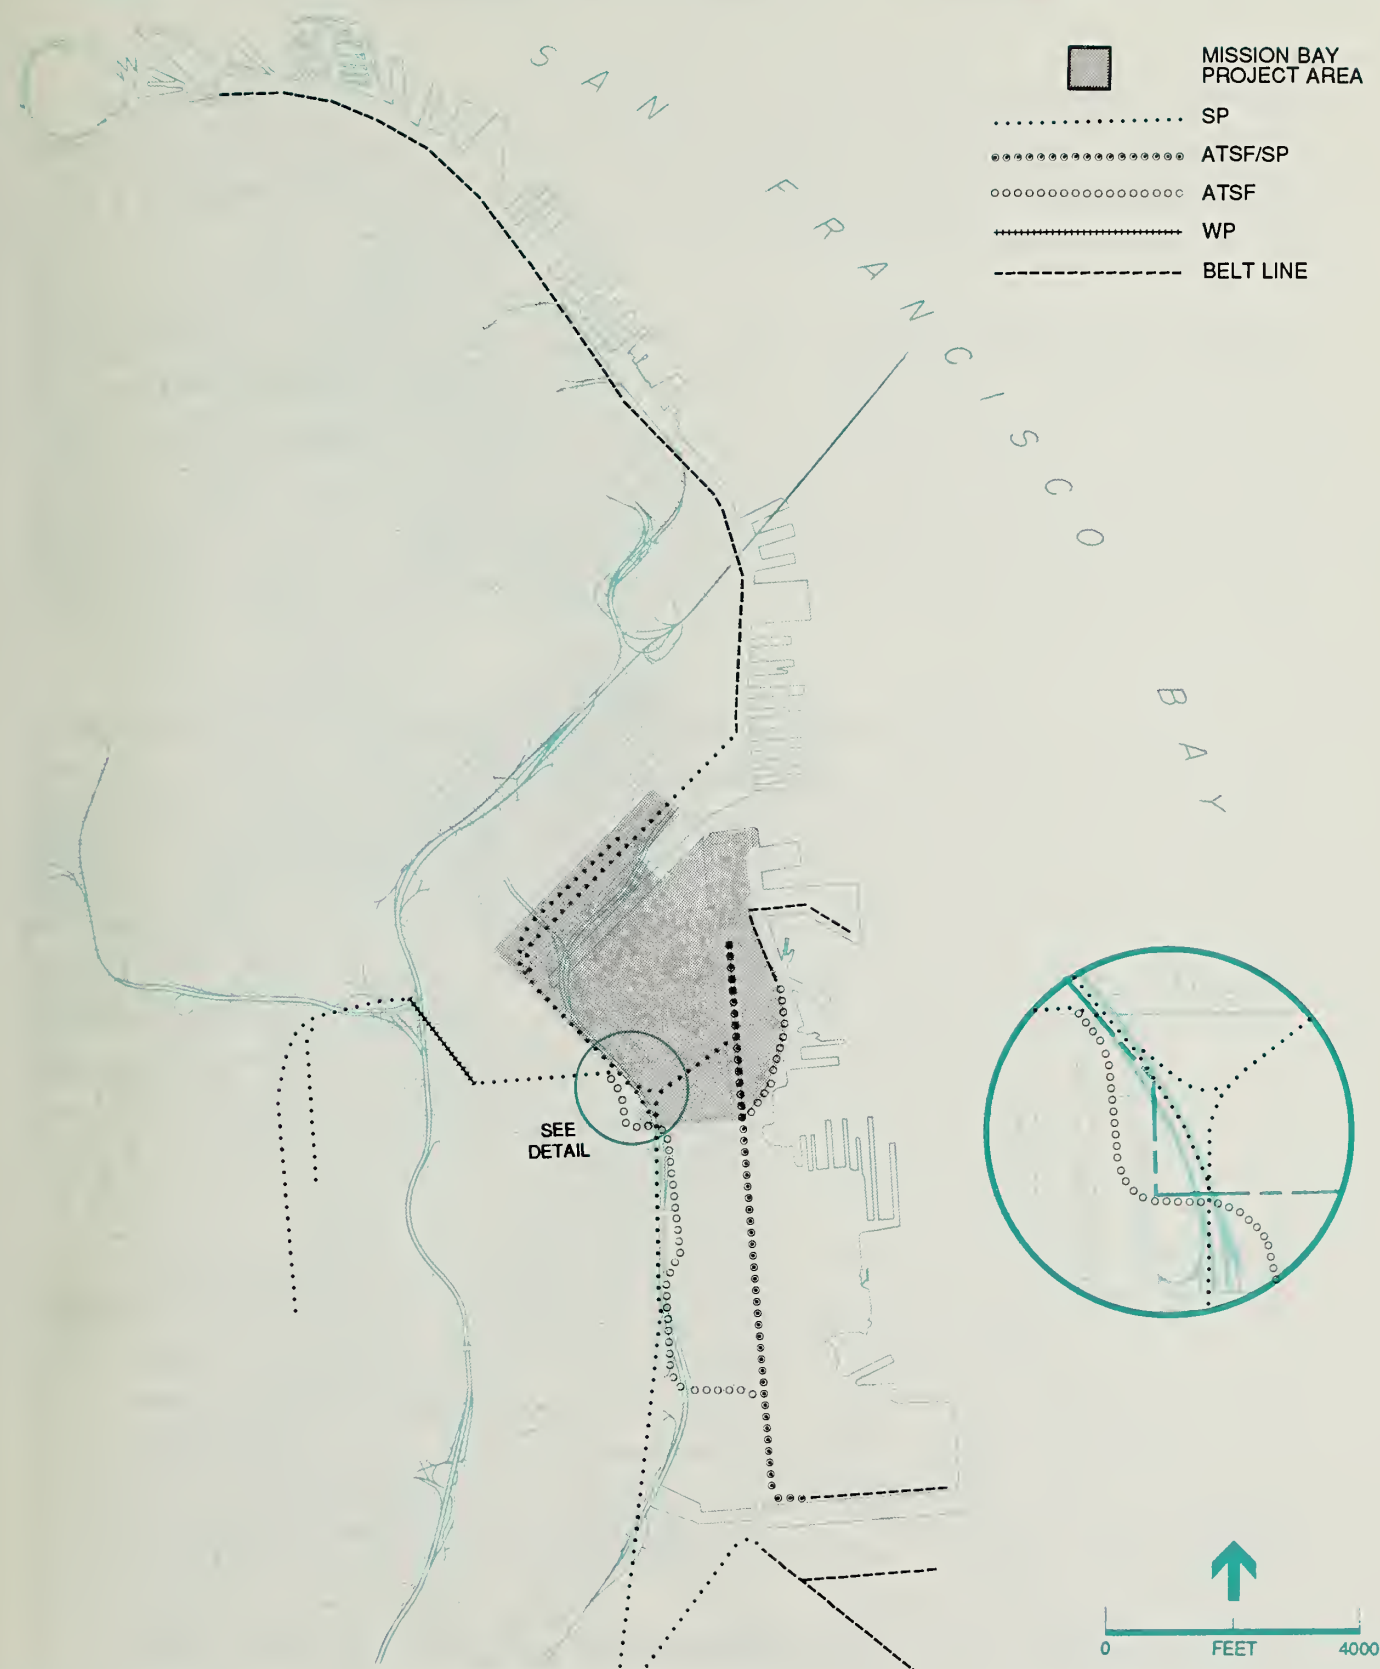 SAN FRANCISCO BAY
MISSION BAY
PROJECT AREA
SP
ATSF/SP
ATSF
WP
BELT LINE
SEE
DETAIL
0 FEET 4000